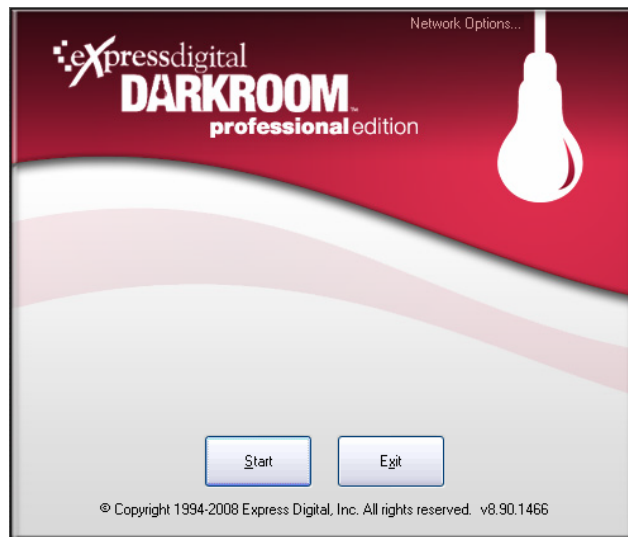 Network Options...
eXpressdigital
DARKROOM™
professional edition
Start
Exit
© Copyright 1994-2008 Express Digital, Inc. All rights reserved. v8.90.1466